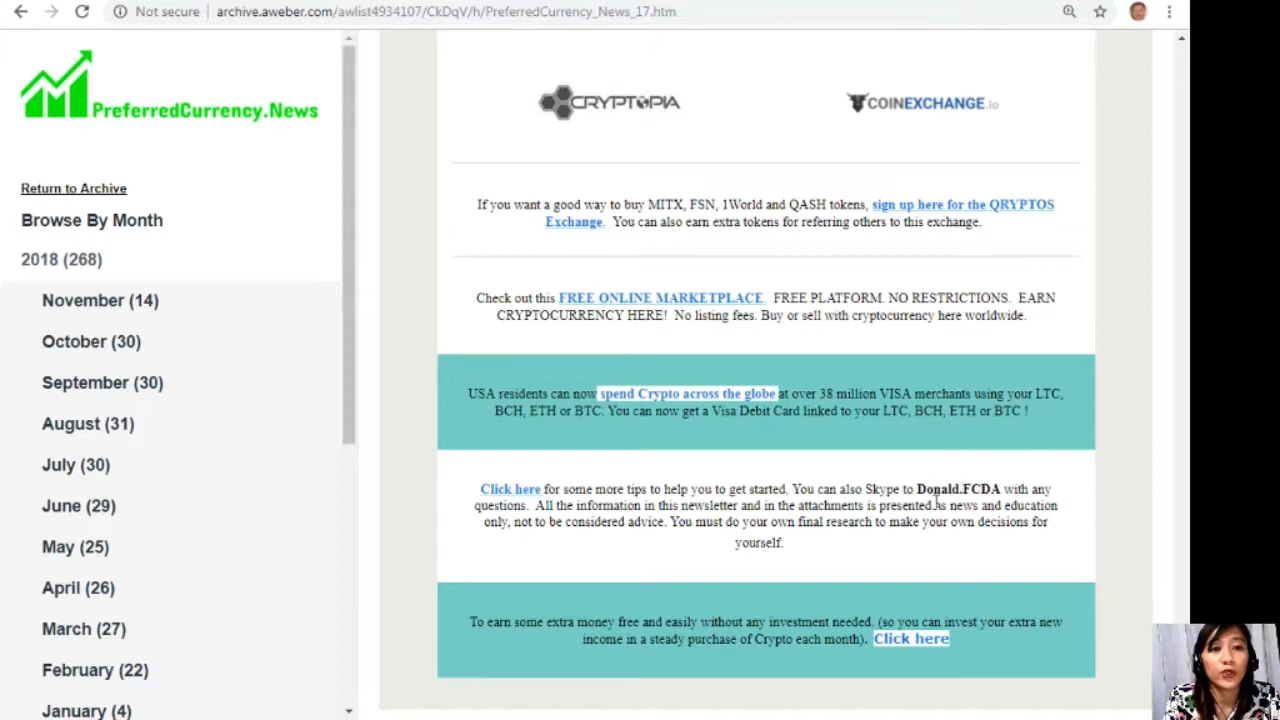 Not secure
archive.aweber.com/awlist4934107/CkDqV/h/PreferredCurrency_News_17.htm
PreferredCurrency.News
Return to Archive
Browse By Month
2018 (268)
November (14)
October (30)
September (30)
August (31)
July (30)
June (29)
May (25)
April (26)
March (27)
February (22)
January (4)
CRYPTOPIA
COINEXCHANGE.io
If you want a good way to buy MITX, FSN, 1World and QASH tokens, sign up here for the QRYPTOS
Exchange. You can also earn extra tokens for referring others to this exchange.
Check out this FREE ONLINE MARKETPLACE FREE PLATFORM. NO RESTRICTIONS. EARN
CRYPTOCURRENCY HERE! No listing fees. Buy or sell with cryptocurrency here worldwide.
USA residents can now spend Crypto across the globe at over 38 million VISA merchants using your LTC,
BCH, ETH or BTC. You can now get a Visa Debit Card linked to your LTC, BCH, ETH or BTC !
Click here for some more tips to help you to get started. You can also Skype to Donald.FCDA with any
questions. All the information in this newsletter and in the attachments is presented as news and education
only, not to be considered advice. You must do your own final research to make your own decisions for
yourself.
To earn some extra money free and easily without any investment needed. (so you can invest your extra new
income in a steady purchase of Crypto each month). Click here